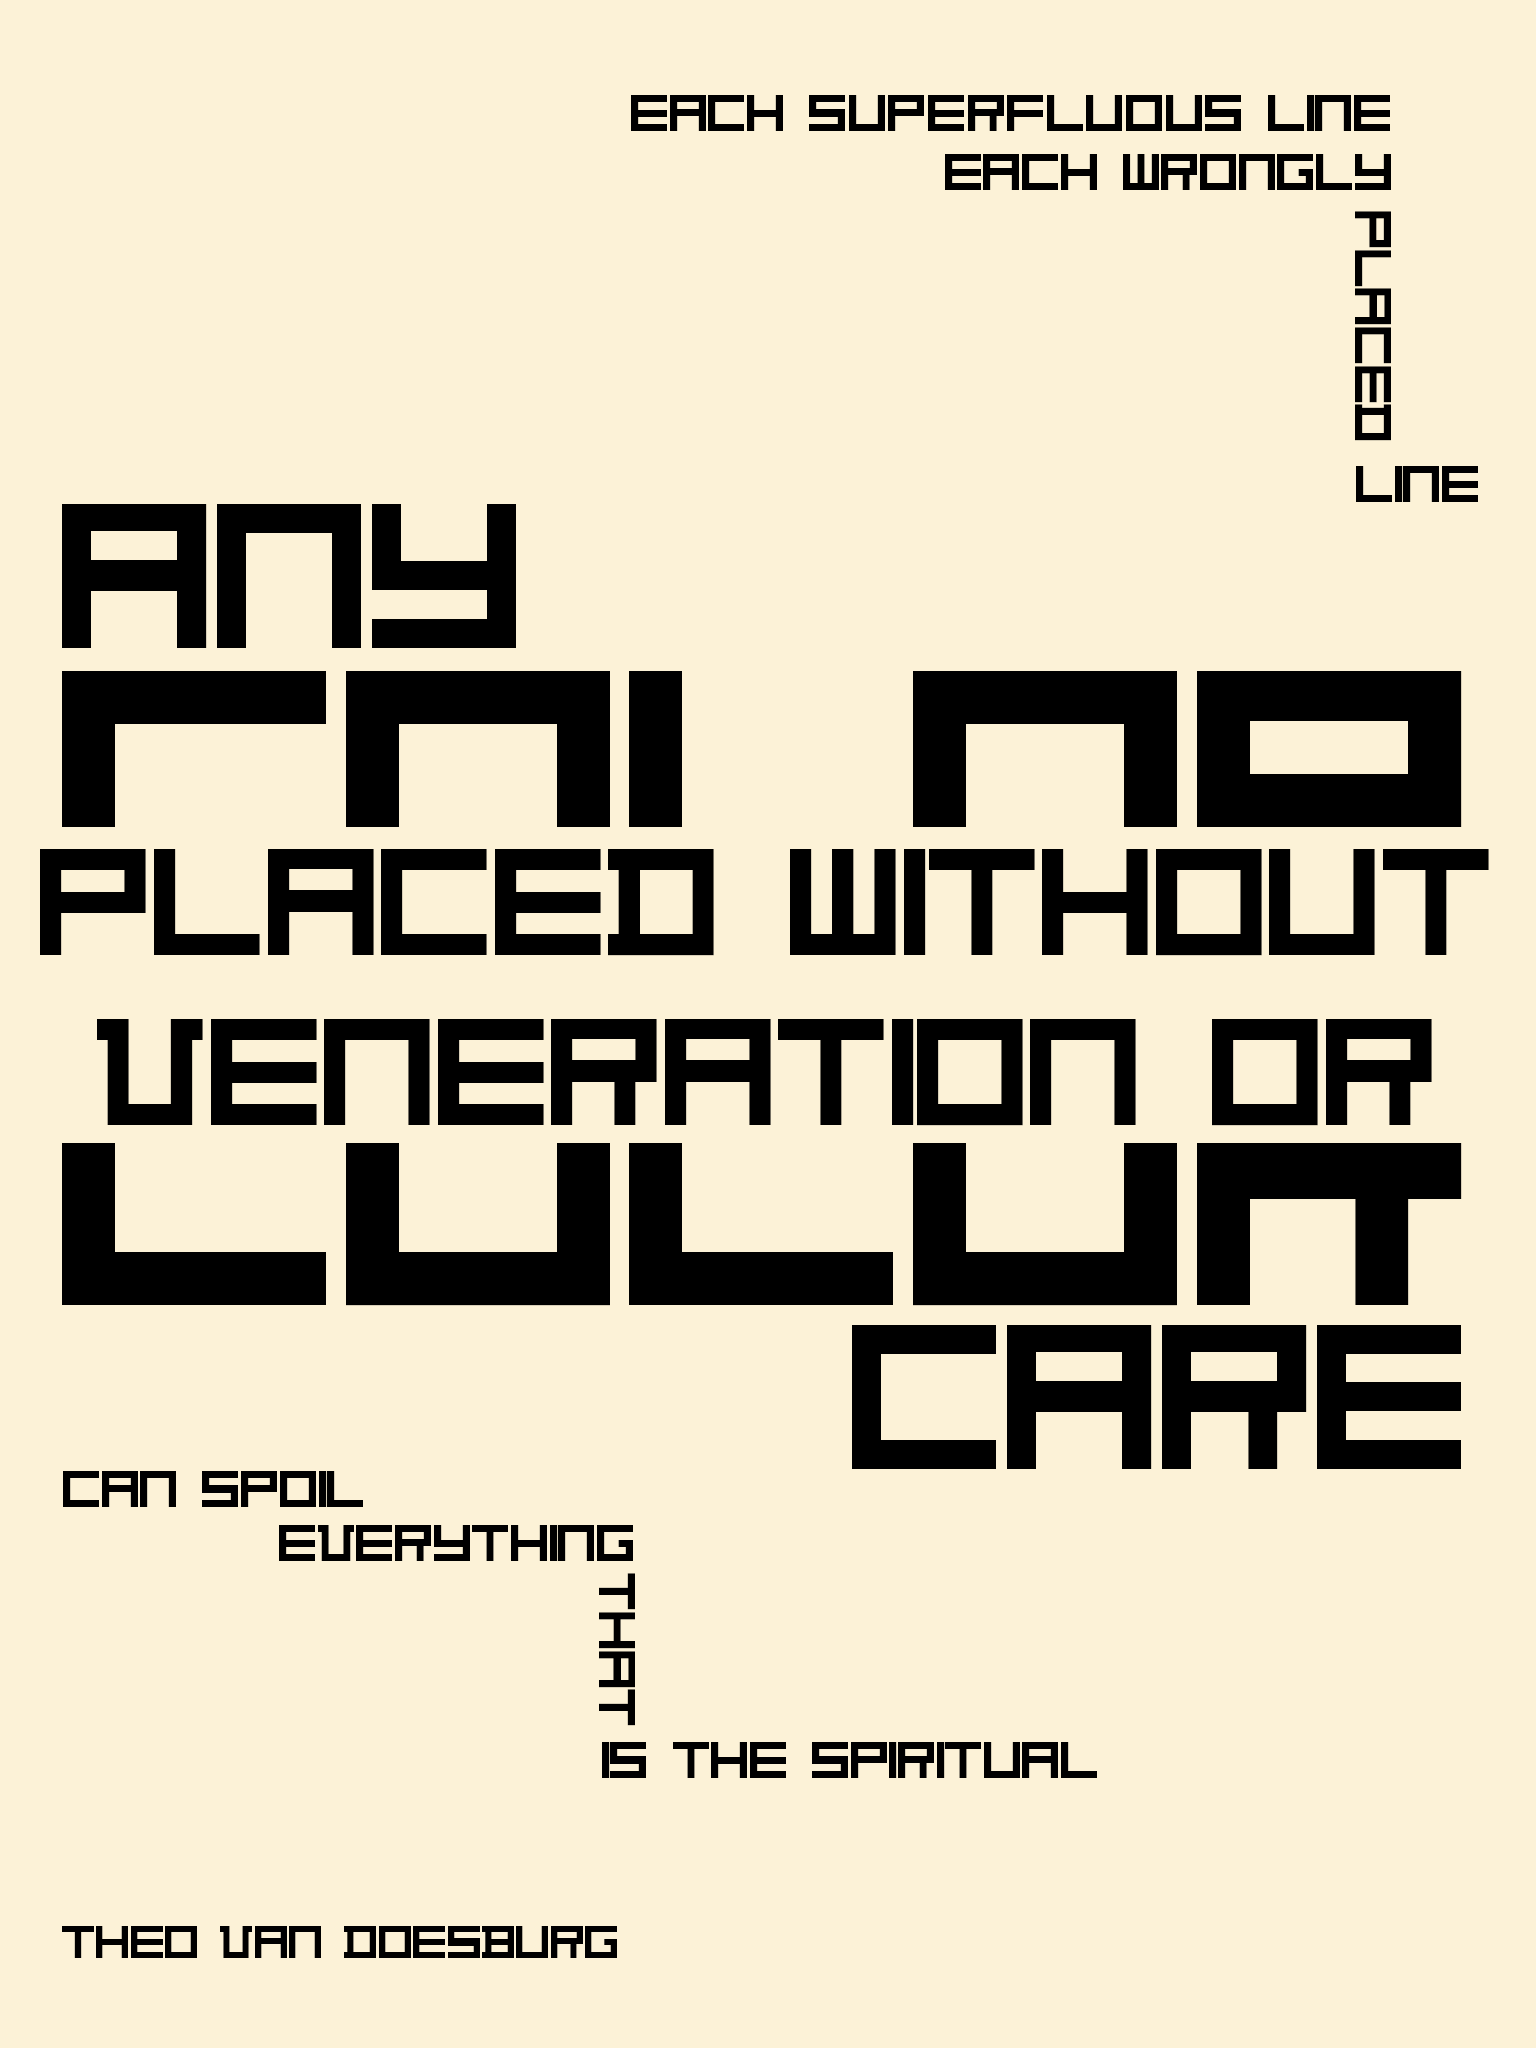 EACH SUPERFLUOUS LINE
EACH WRONGLY
PLACED
LINE
ANY
COLOR
PLACED WITHOUT
VENERATION OR
CARE
CAN SPOIL
EVERYTHING
THAT
IS THE SPIRITUAL
THEO VAN DOESBURG